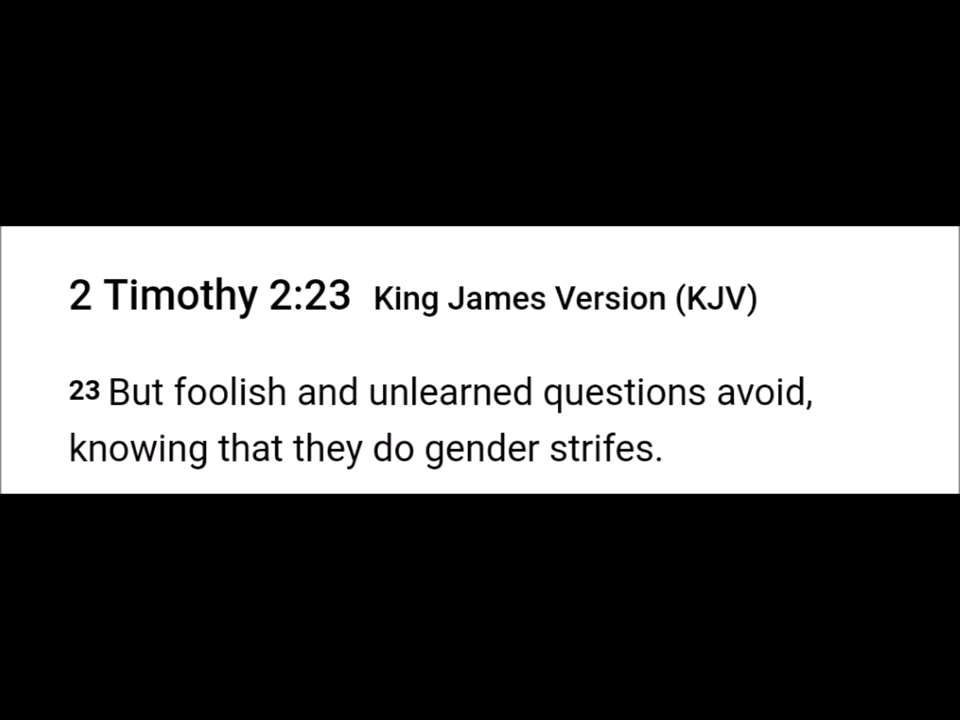 2 Timothy 2:23 King James Version (KJV)
23 But foolish and unlearned questions avoid,
knowing that they do gender strifes.